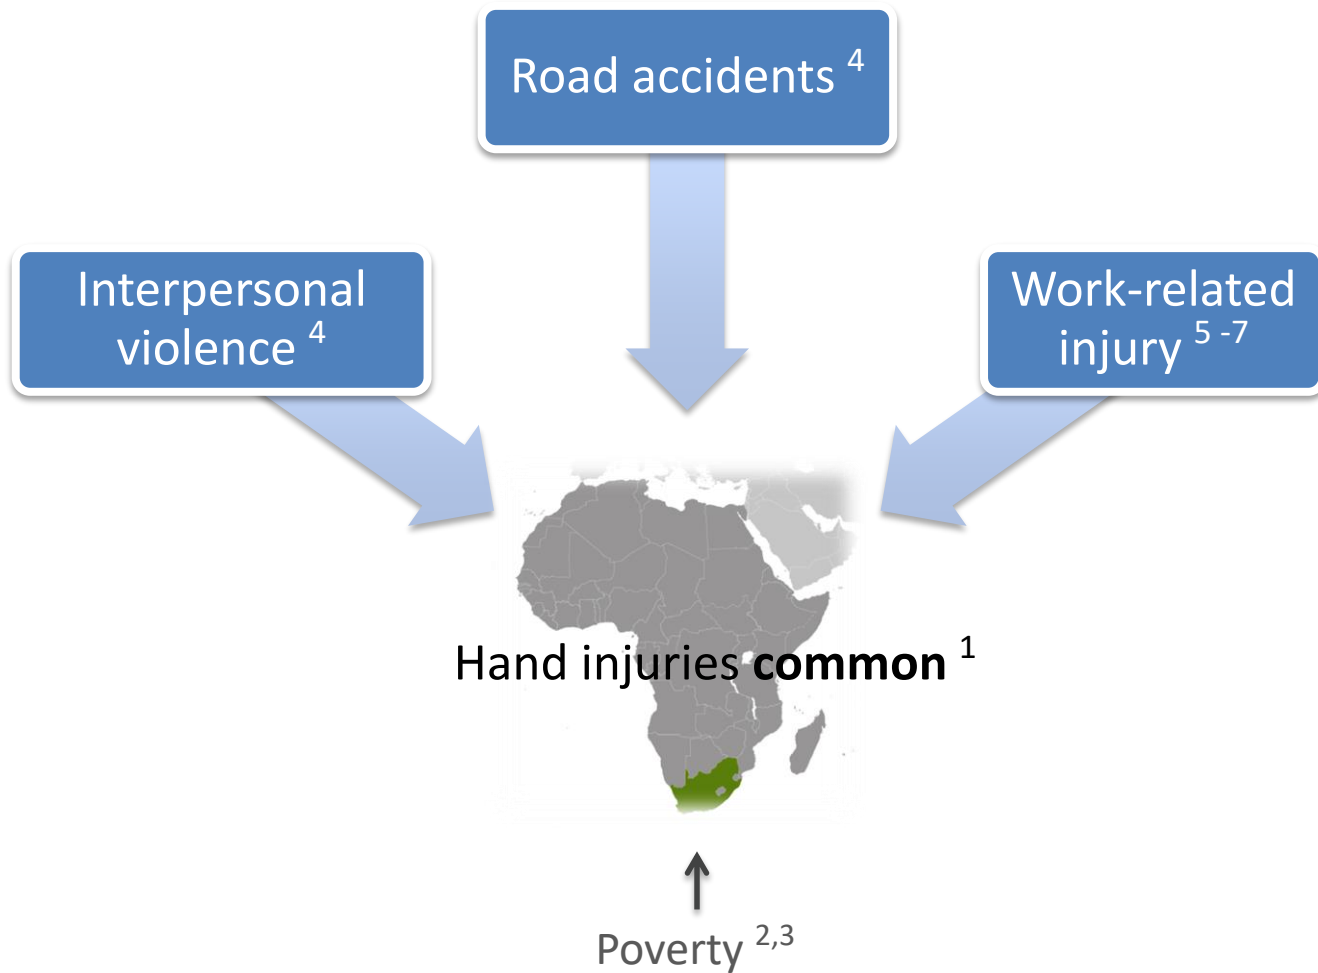 Road accidents 4
Interpersonal
violence 4
Work-related
injury 5 -7
Hand injuries common 1
Poverty 2,3